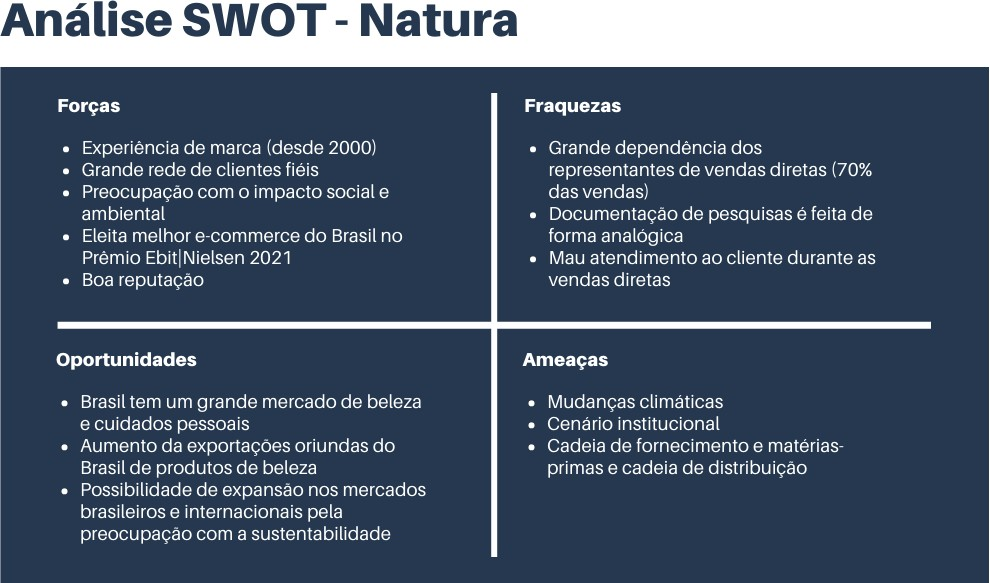 Análise SWOT - Natura
Forças
• Experiência de marca (desde 2000)
• Grande rede de clientes fiéis
• Preocupação com o impacto social e
ambiental
• Eleita melhor e-commerce do Brasil no
Prêmio Ebit|Nielsen 2021
• Boa reputação
Fraquezas
• Grande dependência dos
representantes de vendas diretas (70%
das vendas)
• Documentação de pesquisas é feita de
forma analógica
• Mau atendimento ao cliente durante as
vendas diretas
Oportunidades
• Brasil tem um grande mercado de beleza
e cuidados pessoais
• Aumento da exportações oriundas do
Brasil de produtos de beleza
• Possibilidade de expansão nos mercados
brasileiros e internacionais pela
preocupação com a sustentabilidade
Ameaças
• Mudanças climáticas
• Cenário institucional
• Cadeia de fornecimento e matérias-
primas e cadeia de distribuição